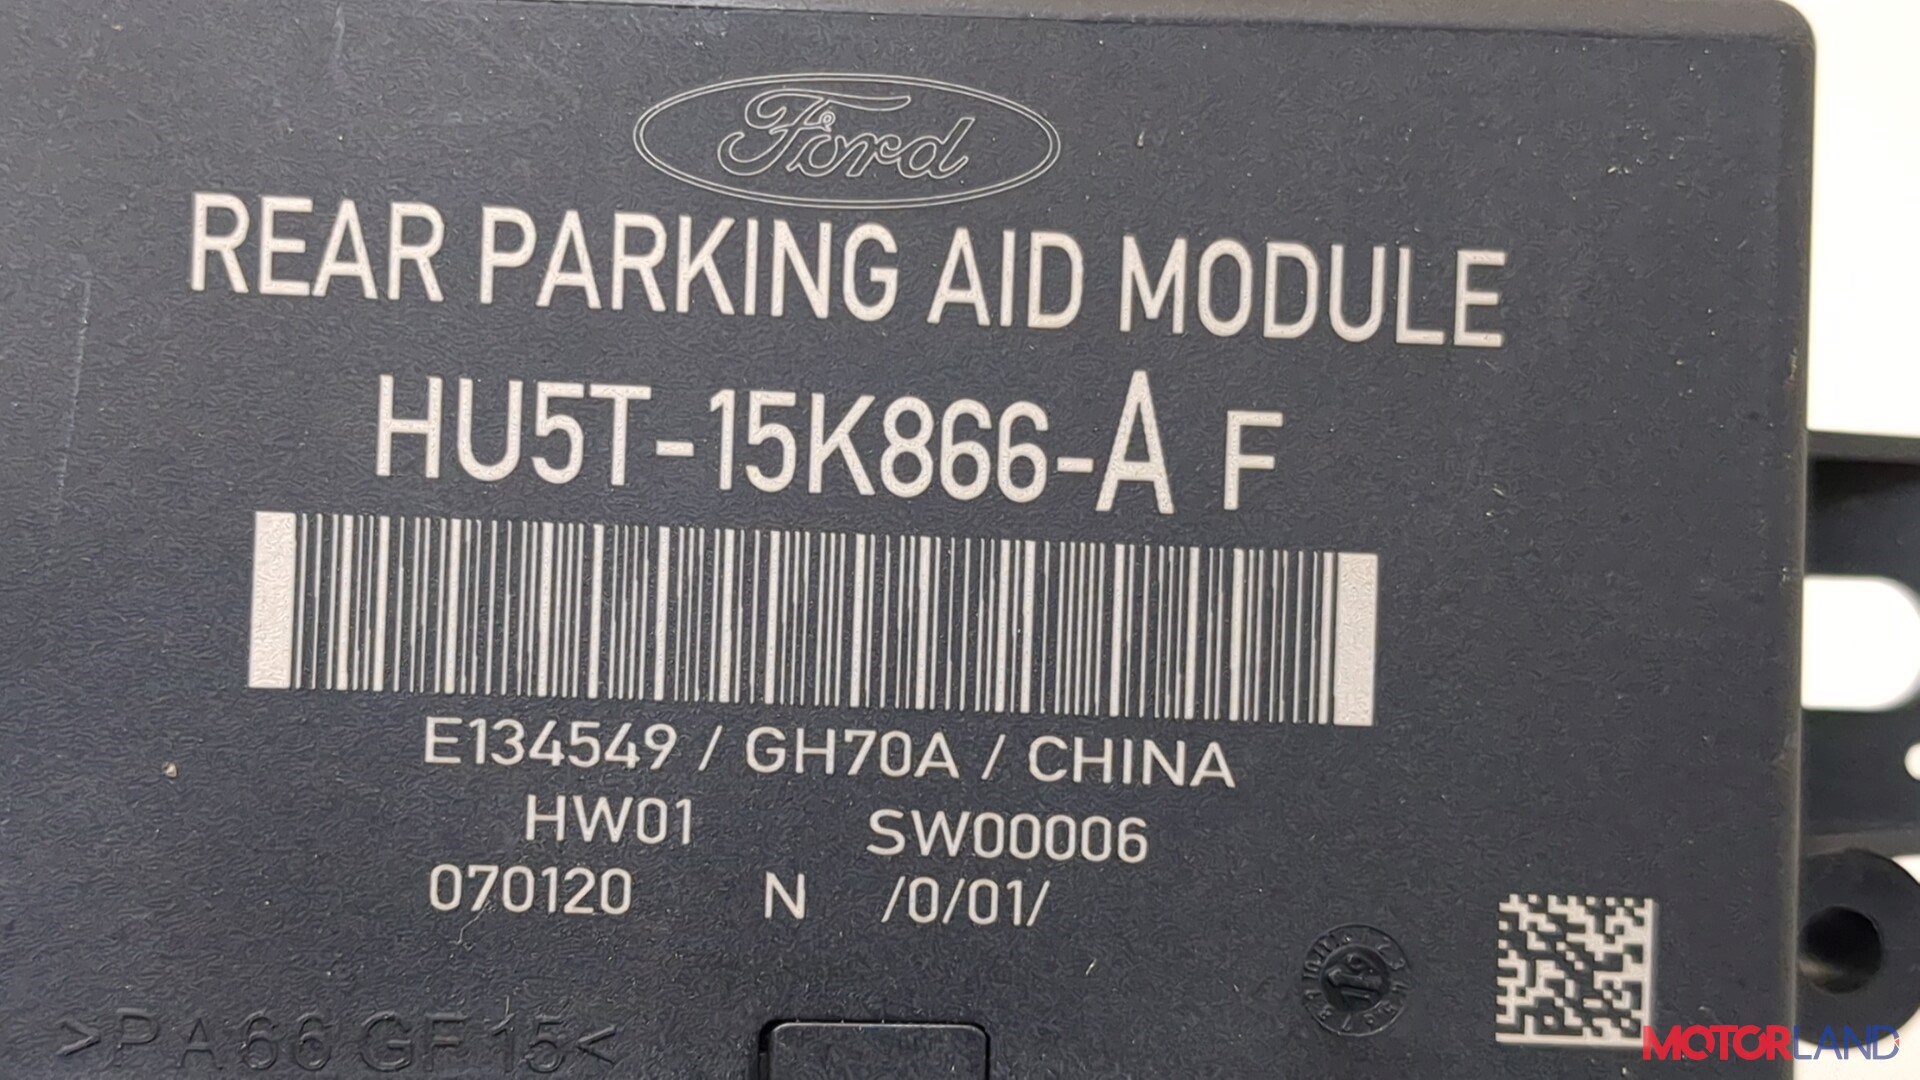 Ford
REAR PARKING AID MODULE
HU5T-15K866-A F
E134549 / GH70A / CHINA
HW01 SW00006
070120 N /0/01/
>PA66 GF15<
MOTORLAND